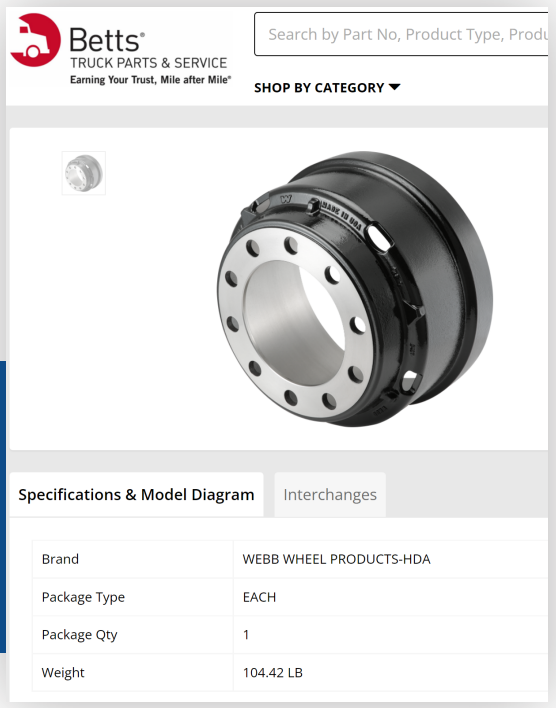 Betts®
TRUCK PARTS & SERVICE
Earning Your Trust, Mile after Mile®
Search by Part No, Product Type, Produ
SHOP BY CATEGORY
W
MADE IN USA
Specifications & Model Diagram
Interchanges
Brand
WEBB WHEEL PRODUCTS-HDA
Package Type
EACH
Package Qty
1
Weight
104.42 LB